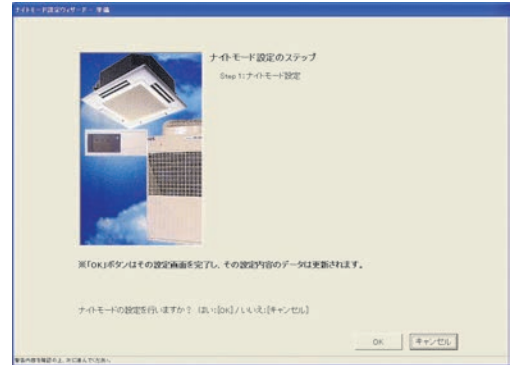 ナイトモード設定ウィザード - 準備
ナイトモード設定のステップ
Step 1:ナイトモード設定
※「OK」ボタンはその設定画面を完了し、その設定内容のデータは更新されます。
ナイトモードの設定を行いますか？ はい:[OK] / いいえ:[キャンセル]
OK
キャンセル